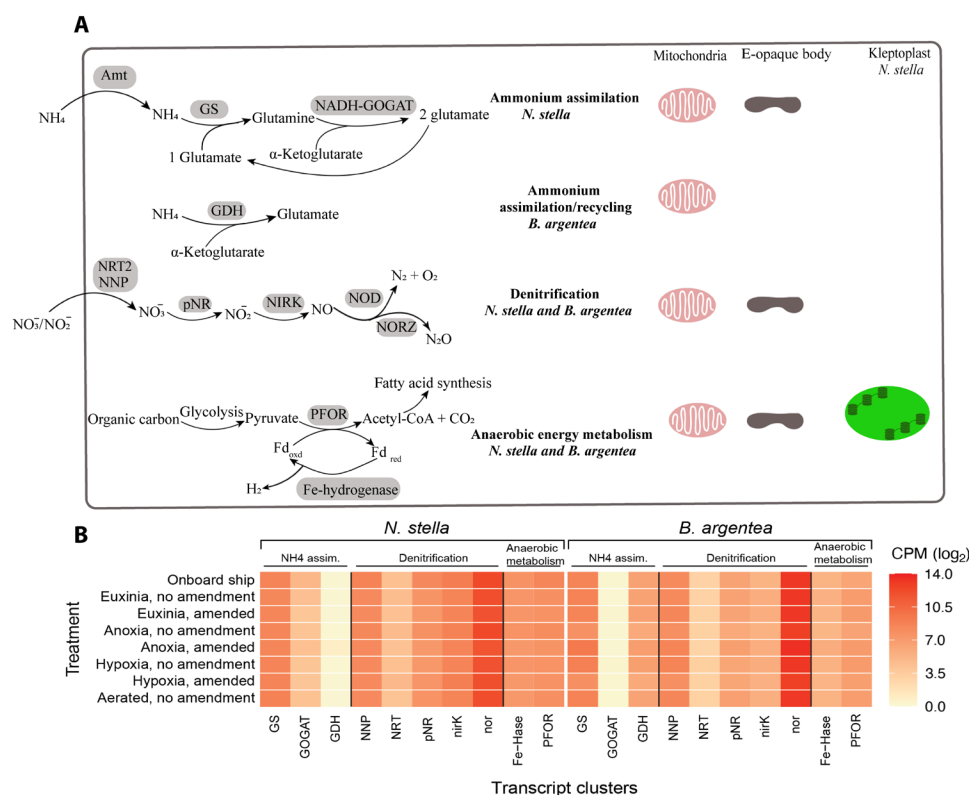 A
Mitochondria
E-opaque body
Kleptoplast
N. stella
Amt
NH₄
NH₄
GS
Glutamine
NADH-GOGAT
2 glutamate
1 Glutamate
α-Ketoglutarate
Ammonium assimilation
N. stella
NH₄
GDH
Glutamate
α-Ketoglutarate
Ammonium
assimilation/recycling
B. argentea
NRT2
NNP
NO₃⁻/NO₂⁻
NO₃⁻
pNR
NO₂⁻
NIRK
NO
NOD
N₂ + O₂
NORZ
N₂O
Denitrification
N. stella and B. argentea
Fatty acid synthesis
Organic carbon
Glycolysis
Pyruvate
PFOR
Acetyl-CoA + CO₂
Fd oxd
Fd red
H₂
Fe-hydrogenase
Anaerobic energy metabolism
N. stella and B. argentea
B
N. stella
B. argentea
NH4 assim.
Denitrification
Anaerobic
metabolism
NH4 assim.
Denitrification
Anaerobic
metabolism
CPM (log₂)
14.0
10.5
7.0
3.5
0.0
Treatment
Onboard ship
Euxinia, no amendment
Euxinia, amended
Anoxia, no amendment
Anoxia, amended
Hypoxia, no amendment
Hypoxia, amended
Aerated, no amendment
GS
GOGAT
GDH
NNP
NRT
pNR
nirK
nor
Fe-Hase
PFOR
GS
GOGAT
GDH
NNP
NRT
pNR
nirK
nor
Fe-Hase
PFOR
Transcript clusters